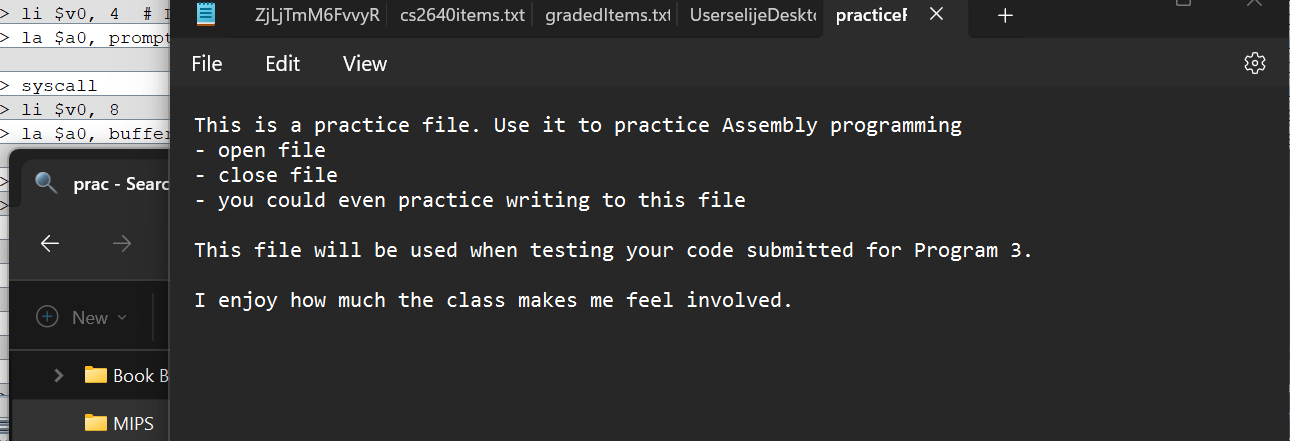 > li $v0, 4 # I
> la $a0, prompt
> syscall
> li $v0, 8
> la $a0, buffer
ZjLjTmM6FvvyR
cs2640items.txt
gradedItems.txt
UserselijeDeskto
practiceF
File Edit View
This is a practice file. Use it to practice Assembly programming
- open file
- close file
- you could even practice writing to this file
This file will be used when testing your code submitted for Program 3.
I enjoy how much the class makes me feel involved.
prac - Searc
New
Book B
MIPS